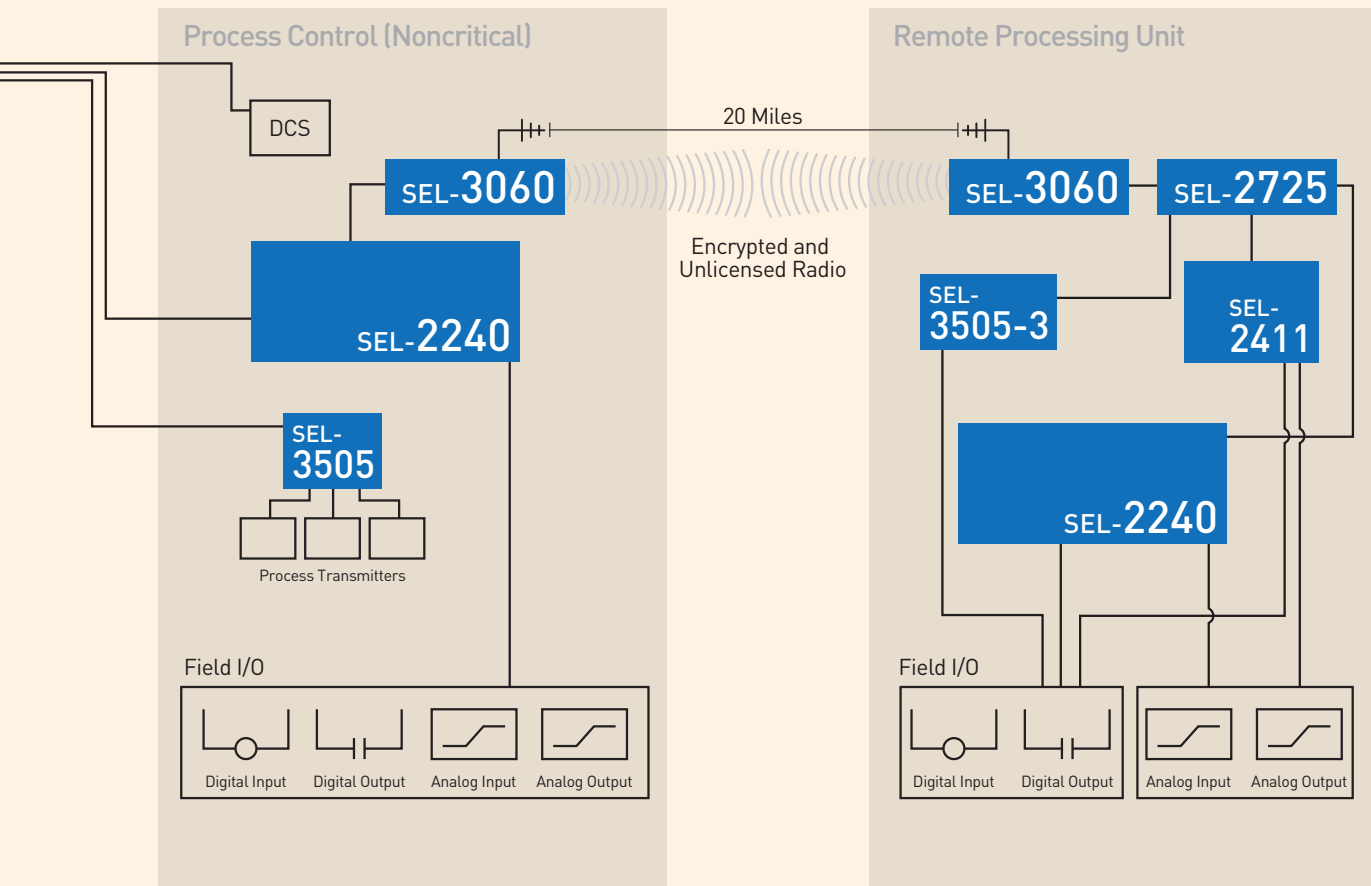 Process Control (Noncritical)
DCS
SEL-3060
SEL-2240
SEL-
3505
Process Transmitters
Field I/O
Digital Input
Digital Output
Analog Input
Analog Output
20 Miles
Encrypted and
Unlicensed Radio
Remote Processing Unit
SEL-3060
SEL-2725
SEL-
3505-3
SEL-
2411
SEL-2240
Field I/O
Digital Input
Digital Output
Analog Input
Analog Output